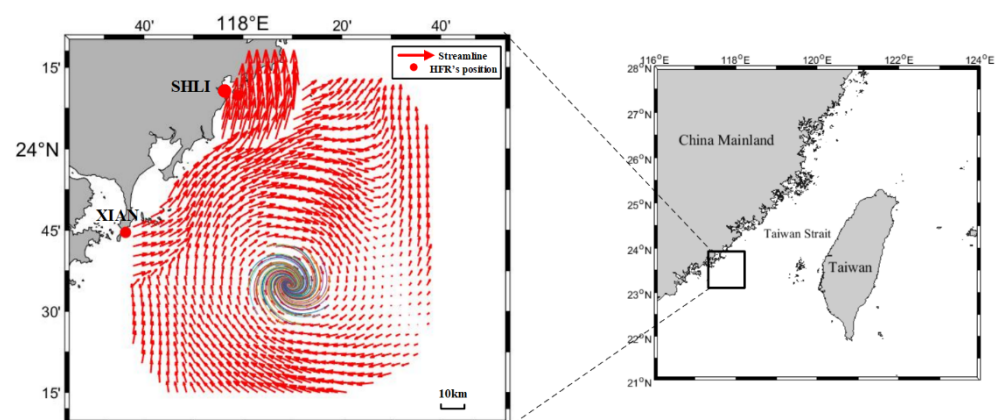 40' 118°E 20' 40'
15'
24°N
45'
30'
15'
Streamline
HFR's position
SHLI
XIAN
10km
116°E 118°E 120°E 122°E 124°E
28°N
27°N
26°N
25°N
24°N
23°N
22°N
21°N
China Mainland
Taiwan Strait
Taiwan